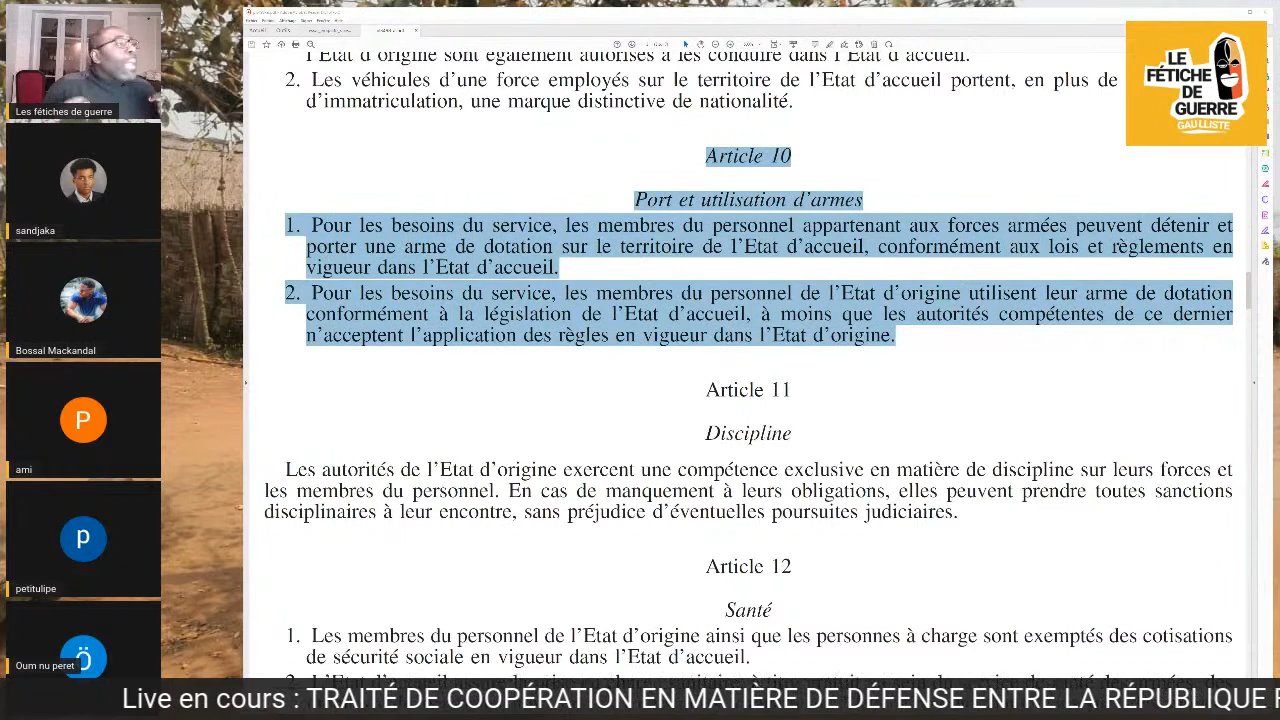 Accueil Outils
l'Etat d'origine sont également autorisés à les conduire dans l'Etat d'accueil.
2. Les véhicules d'une force employés sur le territoire de l'Etat d'accueil portent, en plus de
d'immatriculation, une marque distinctive de nationalité.
LE
FÉTICHE
DE
GUERRE
GAULLISTE
Article 10
Port et utilisation d'armes
1. Pour les besoins du service, les membres du personnel appartenant aux forces armées peuvent détenir et
porter une arme de dotation sur le territoire de l'Etat d'accueil, conformément aux lois et règlements en
vigueur dans l'Etat d'accueil.
2. Pour les besoins du service, les membres du personnel de l'Etat d'origine utilisent leur arme de dotation
conformément à la législation de l'Etat d'accueil, à moins que les autorités compétentes de ce dernier
n'acceptent l'application des règles en vigueur dans l'Etat d'origine.
Article 11
Discipline
Les autorités de l'Etat d'origine exercent une compétence exclusive en matière de discipline sur leurs forces et
les membres du personnel. En cas de manquement à leurs obligations, elles peuvent prendre toutes sanctions
disciplinaires à leur encontre, sans préjudice d'éventuelles poursuites judiciaires.
Article 12
Santé
1. Les membres du personnel de l'Etat d'origine ainsi que les personnes à charge sont exemptés des cotisations
de sécurité sociale en vigueur dans l'Etat d'accueil.
Les fétiches de guerre
sandjaka
Bossal Mackandal
P
ami
p
petitulipe
Ö
Oum nu peret
Live en cours : TRAITÉ DE COOPÉRATION EN MATIÈRE DE DÉFENSE ENTRE LA RÉPUBLIQUE